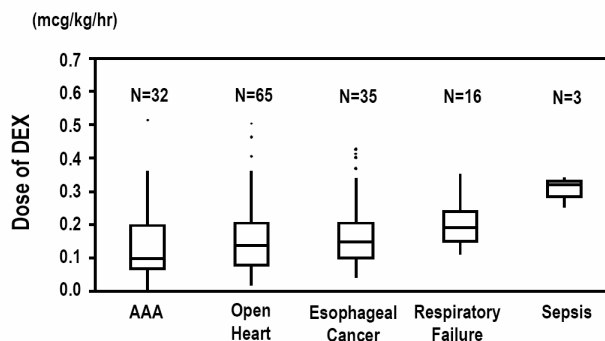 (mcg/kg/hr)
0.7
0.6
0.5
0.4
0.3
0.2
0.1
0.0
Dose of DEX
N=32 N=65 N=35 N=16 N=3
AAA Open Esophageal Respiratory Sepsis
Heart Cancer Failure